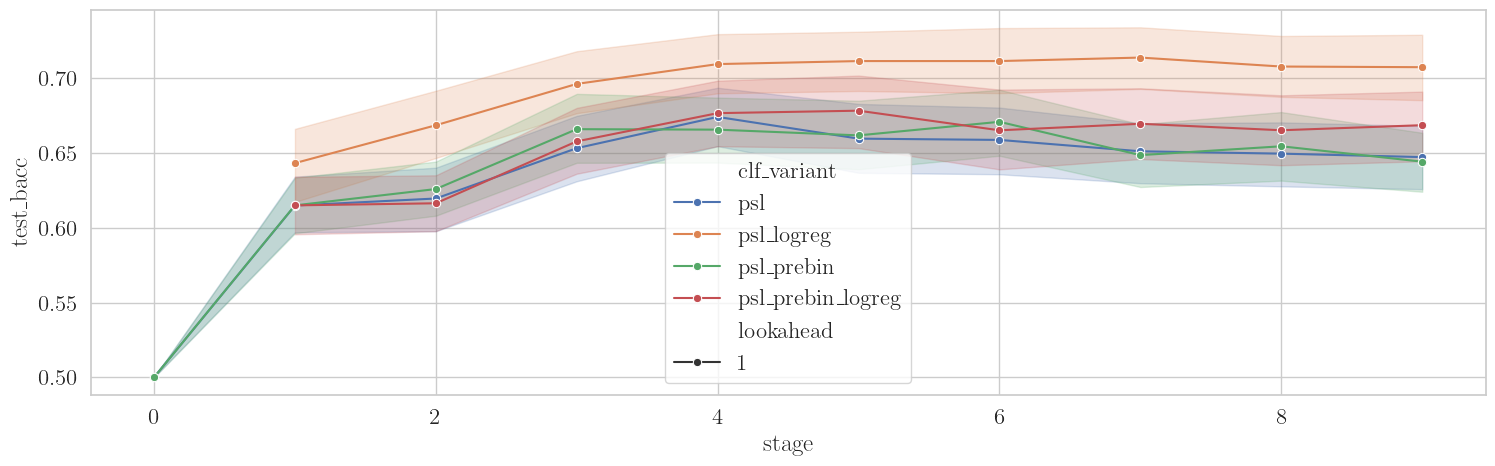 test_bacc
0.70
0.65
0.60
0.55
0.50
clf_variant
psl
psl_logreg
psl_prebin
psl_prebin_logreg
lookahead
1
0 2 4 6 8
stage